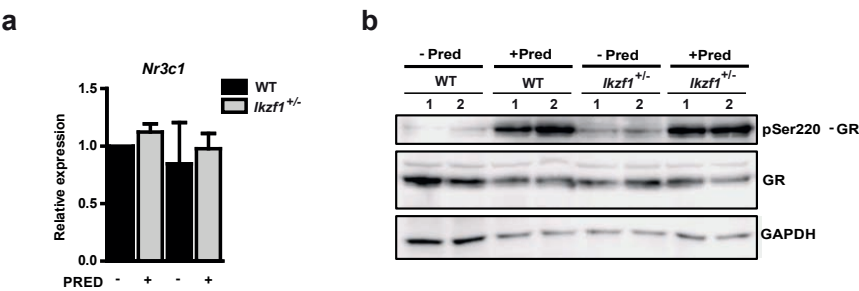 a
Nr3c1
WT
Ikzf1+/-
1.5
1.0
0.5
0.0
Relative expression
PRED - + - +
b
- Pred +Pred - Pred +Pred
WT WT Ikzf1+/- Ikzf1+/-
1 2 1 2 1 2 1 2
pSer220 -GR
GR
GAPDH